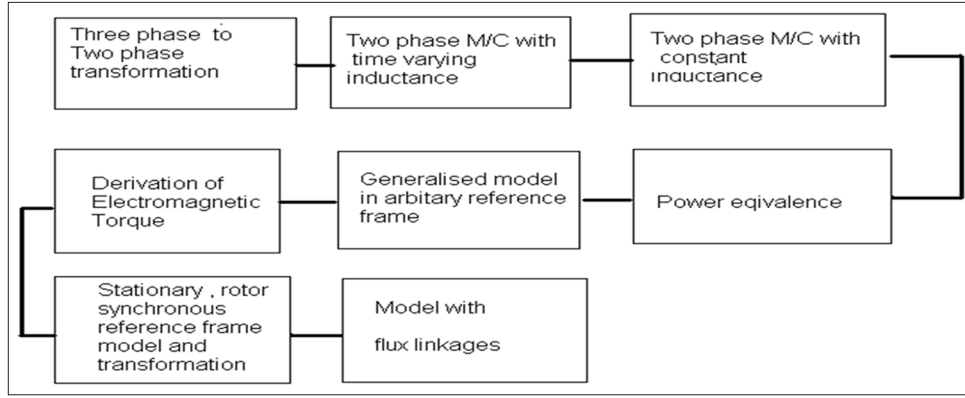 Three phase to
Two phase
transformation
Two phase M/C with
time varying
inductance
Two phase M/C with
constant
inductance
Derivation of
Electromagnetic
Torque
Generalised model
in arbitary reference
frame
Power eqivalence
Stationary , rotor
synchronous
reference frame
model and
transformation
Model with
flux linkages